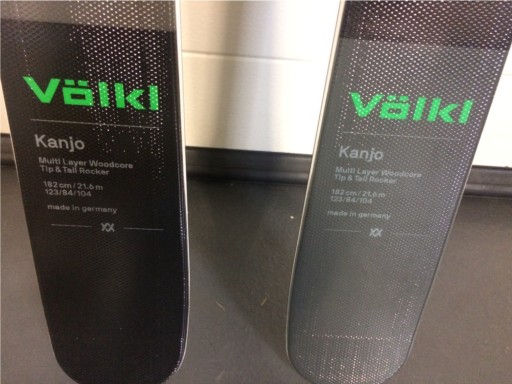 Völkl
Kanjo
Multi Layer Woodcore
Tip & Tail Rocker
182 cm / 21.6 m
123/84/104
made in germany
Völkl
Kanjo
Multi Layer Woodcore
Tip & Tail Rocker
182 cm / 21.6 m
123/84/104
made in germany